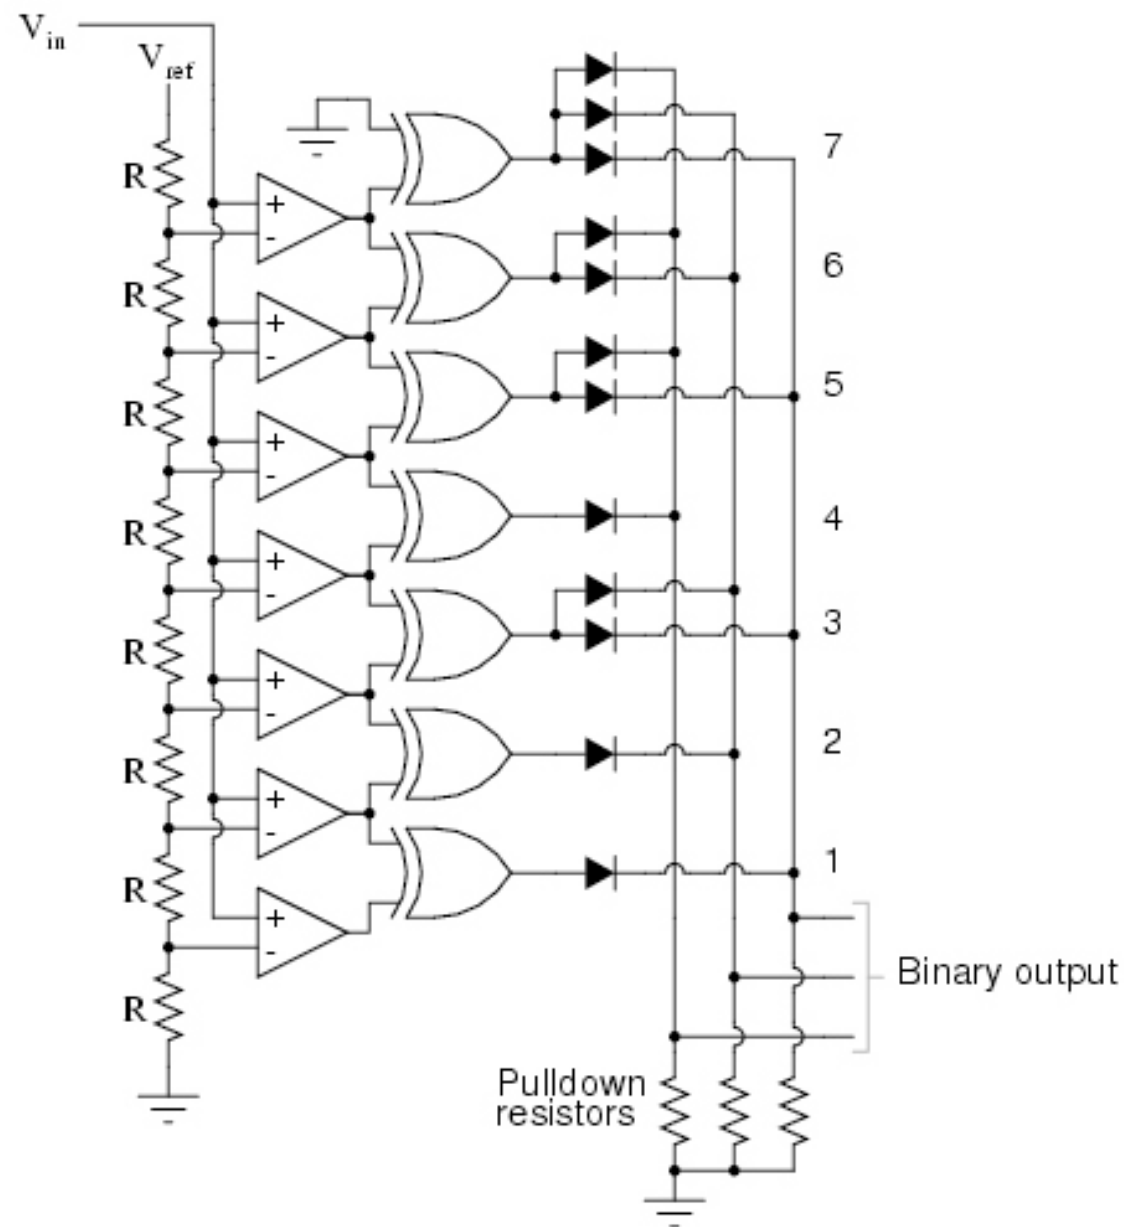 Vin
Vref
7
R
+
-
6
R
+
-
5
R
+
-
4
R
+
-
3
R
+
-
2
R
+
-
1
R
+
-
Binary output
R
Pulldown
resistors